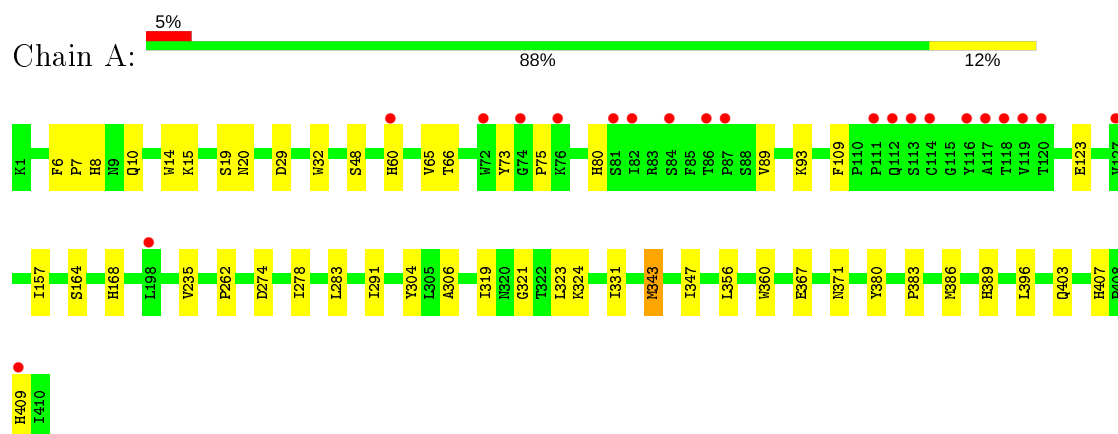 5%
Chain A:
88% 12%
K1 F6 P7 H8 N9 Q10 W14 K15 S19 N20 D29 W32 S48 H60 V65 T66 W72 Y73 G74 P75 K76 H80 S81 I82 R83 S84 F85 T86 P87 S88 V89 K93 F109 P110 P111 Q112 S113 C114 G115 Y116 A117 T118 V119 T120 E123 V127
I157 S164 H168 L198 V235 P262 D274 I278 L283 I291 Y304 L305 A306 I319 N320 G321 T322 L323 K324 I331 M343 I347 L356 W360 E367 N371 Y380 P383 M386 H389 L396 Q403 H407 P408
H409 I410